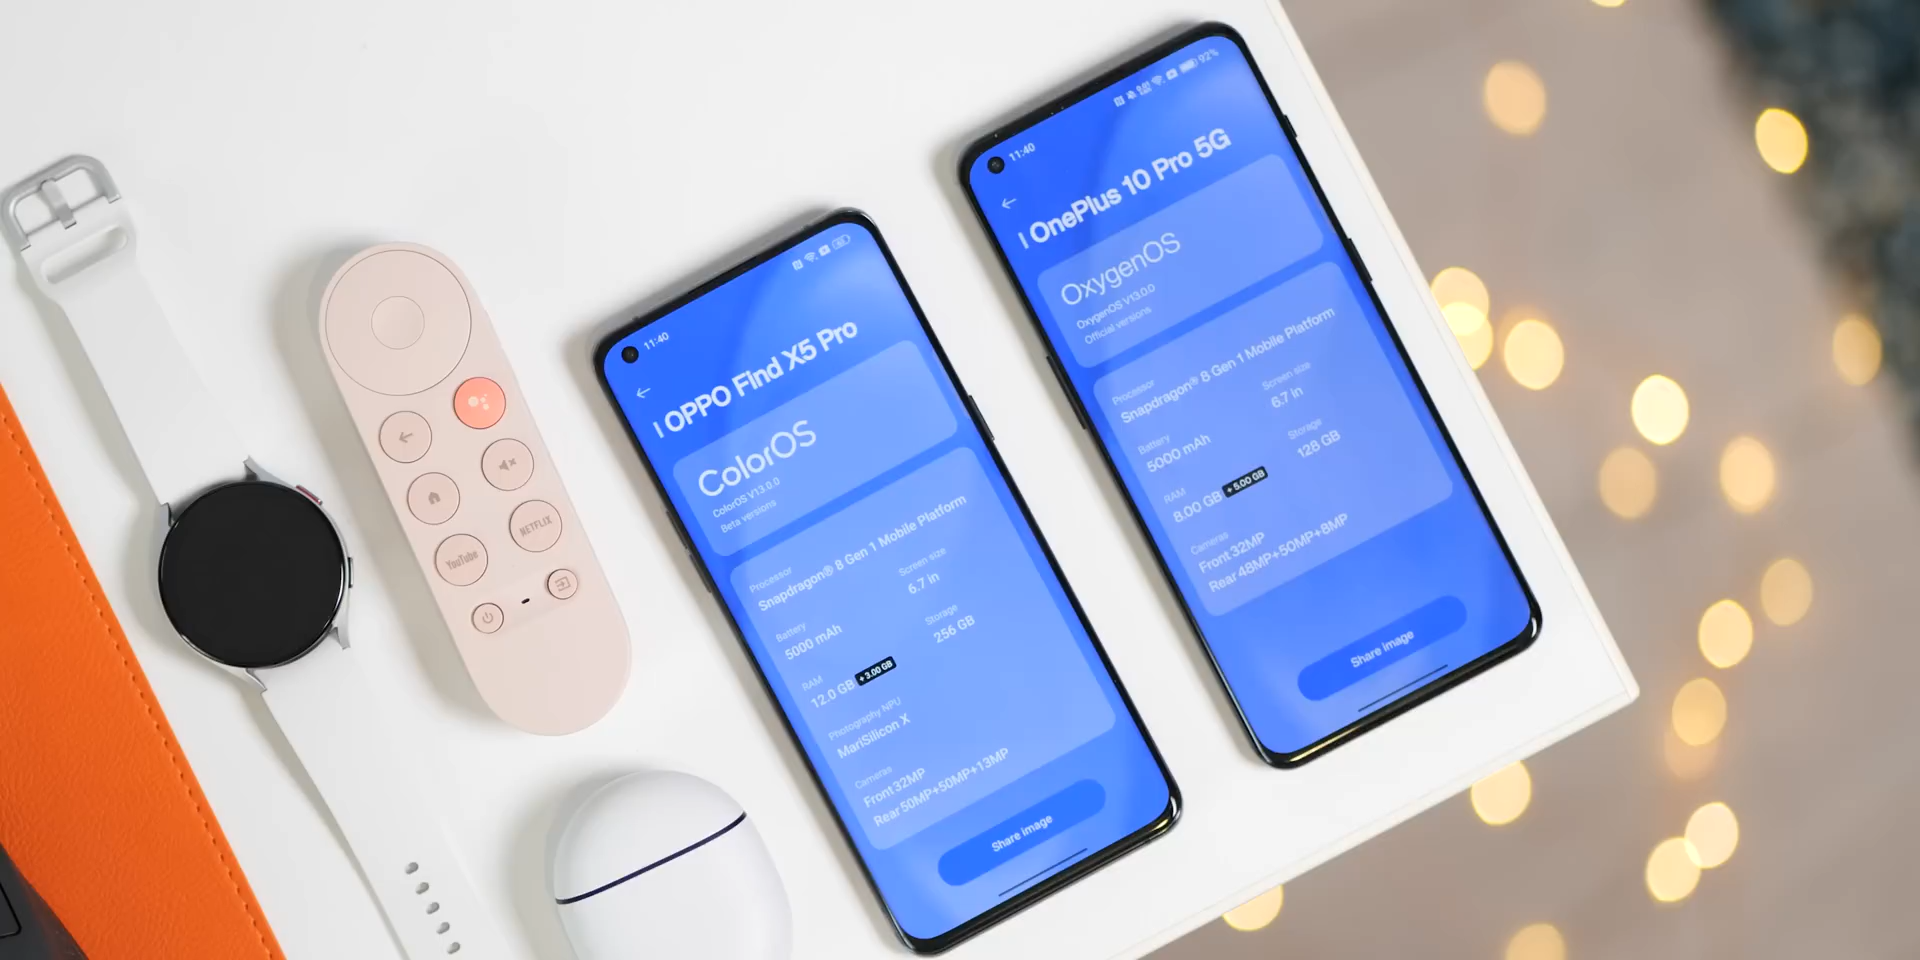 YouTube
NETFLIX
11:40
OPPO Find X5 Pro
ColorOS
ColorOS V13.0.0
Beta versions
Processor
Snapdragon® 8 Gen 1 Mobile Platform
Battery
5000 mAh
Screen size
6.7 in
RAM
12.0 GB + 3.00 GB
Storage
256 GB
Photography NPU
MariSilicon X
Cameras
Front 32MP
Rear 50MP+50MP+13MP
Share image
11:40
92%
OnePlus 10 Pro 5G
OxygenOS
OxygenOS V13.0.0
Official versions
Processor
Snapdragon® 8 Gen 1 Mobile Platform
Battery
5000 mAh
Screen size
6.7 in
RAM
8.00 GB + 5.00 GB
Storage
128 GB
Cameras
Front 32MP
Rear 48MP+50MP+8MP
Share image